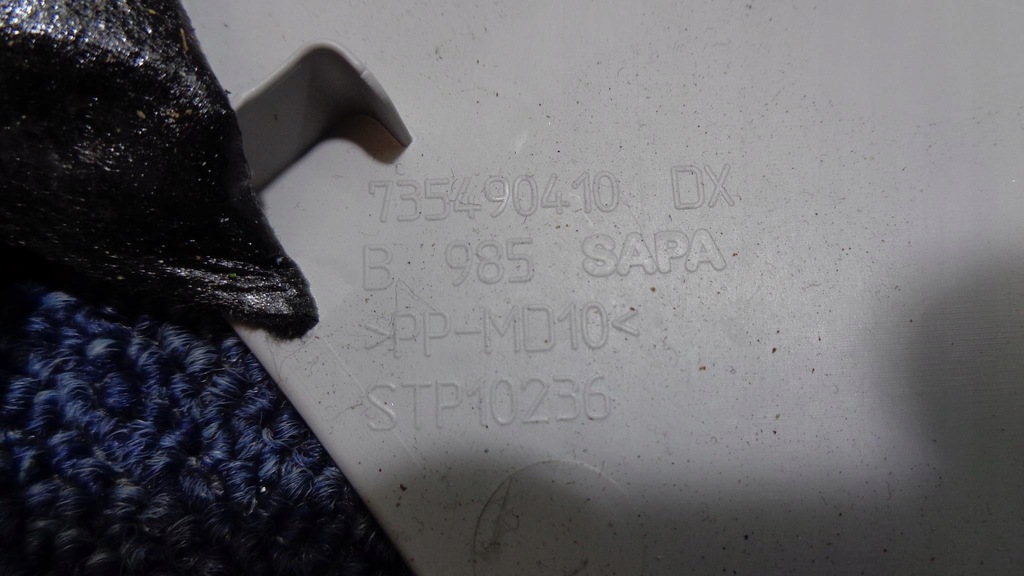 735490410 DX
B 985 SAPA
>PP-MD10<
STP10236